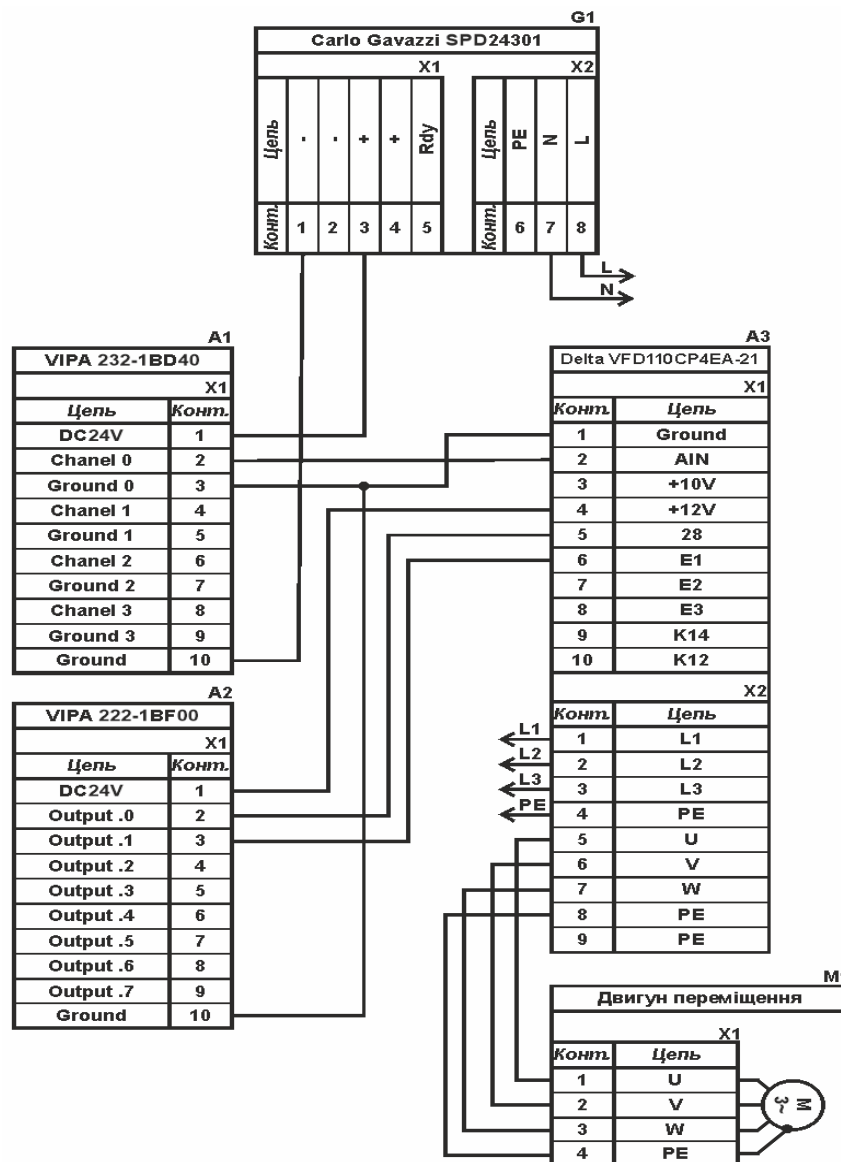 G1
Carlo Gavazzi SPD24301
X1 X2
Цепь - - + + Rdy Цепь PE N L
Конт. 1 2 3 4 5 Конт. 6 7 8
L
N
A1
VIPA 232-1BD40
X1
Цепь Конт.
DC24V 1
Chanel 0 2
Ground 0 3
Chanel 1 4
Ground 1 5
Chanel 2 6
Ground 2 7
Chanel 3 8
Ground 3 9
Ground 10
A2
VIPA 222-1BF00
X1
Цепь Конт.
DC24V 1
Output .0 2
Output .1 3
Output .2 4
Output .3 5
Output .4 6
Output .5 7
Output .6 8
Output .7 9
Ground 10
A3
Delta VFD110CP4EA-21
X1
Конт. Цепь
1 Ground
2 AIN
3 +10V
4 +12V
5 28
6 E1
7 E2
8 E3
9 K14
10 K12
X2
Конт. Цепь
L1 1 L1
L2 2 L2
L3 3 L3
PE 4 PE
5 U
6 V
7 W
8 PE
9 PE
Двигун переміщення
X1
Конт. Цепь
1 U
2 V
3 W
4 PE
M
3~